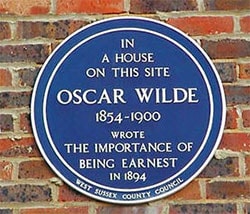 IN
A HOUSE
ON THIS SITE
OSCAR WILDE
1854-1900
WROTE
THE IMPORTANCE OF
BEING EARNEST
IN 1894
WEST SUSSEX COUNTY COUNCIL